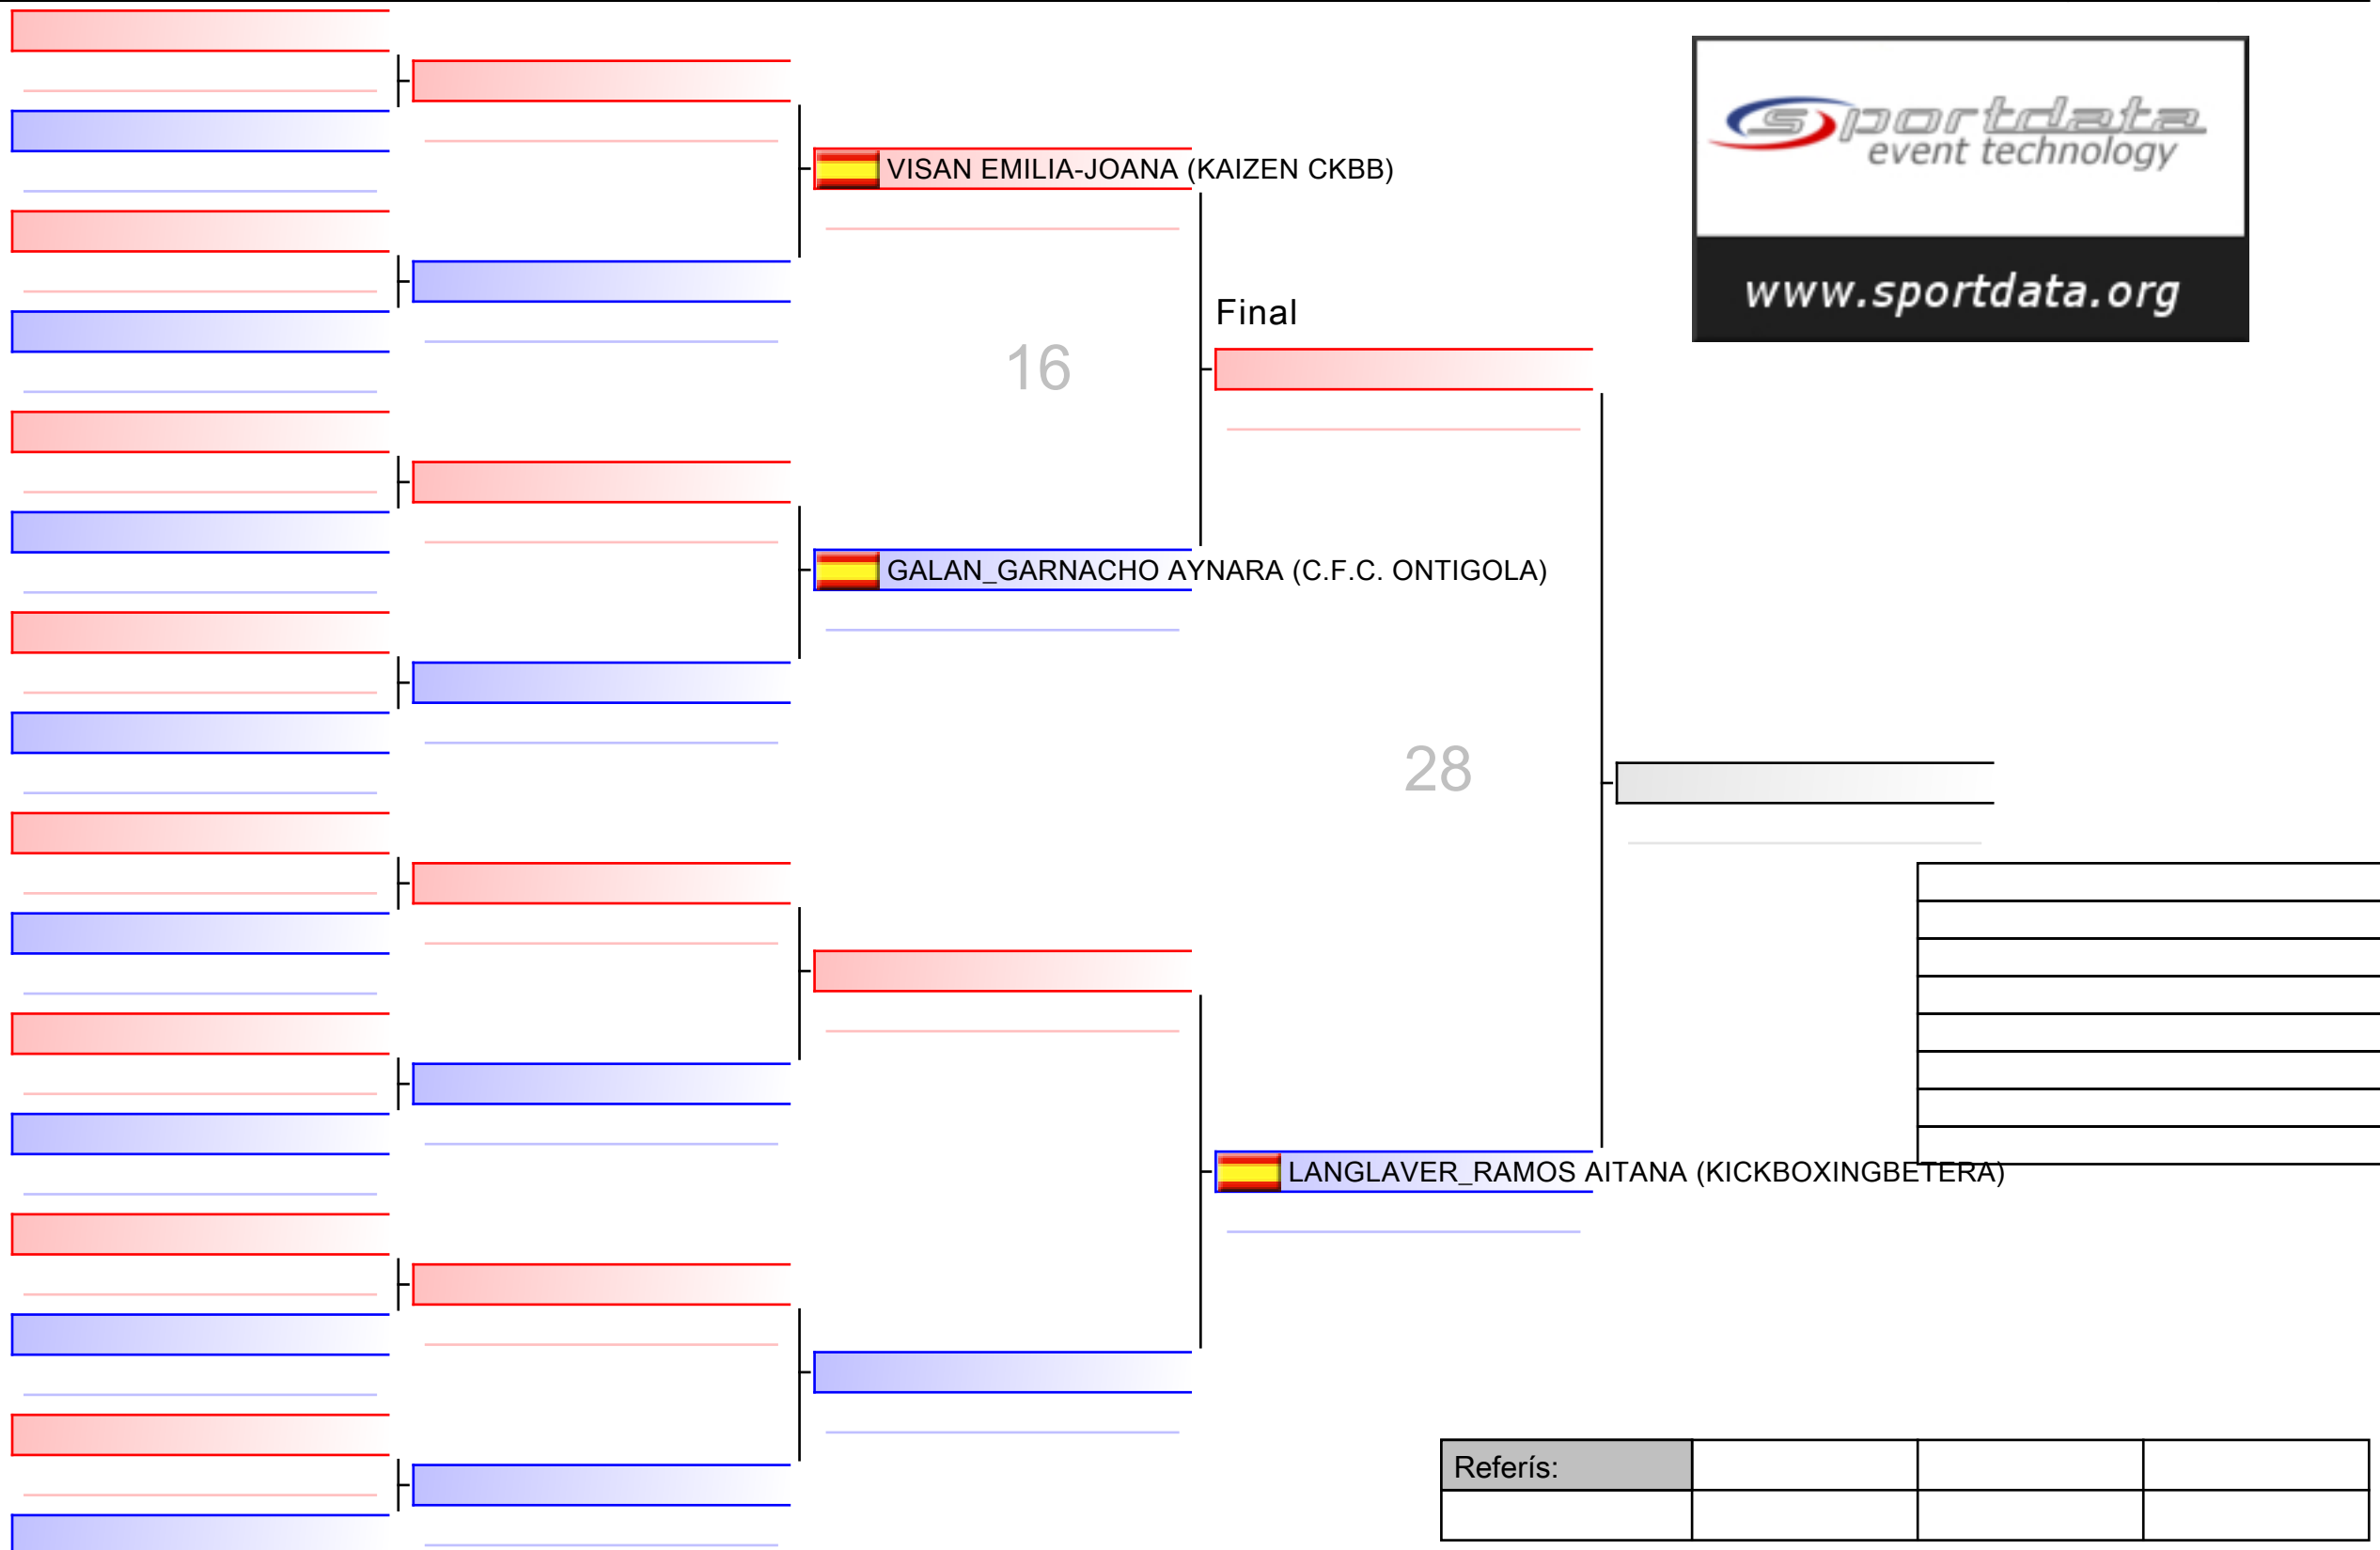 sportdata
event technology
www.sportdata.org
VISAN EMILIA-JOANA (KAIZEN CKBB)
Final
16
GALAN_GARNACHO AYNARA (C.F.C. ONTIGOLA)
28
LANGLAVER_RAMOS AITANA (KICKBOXINGBETERA)
Referís: